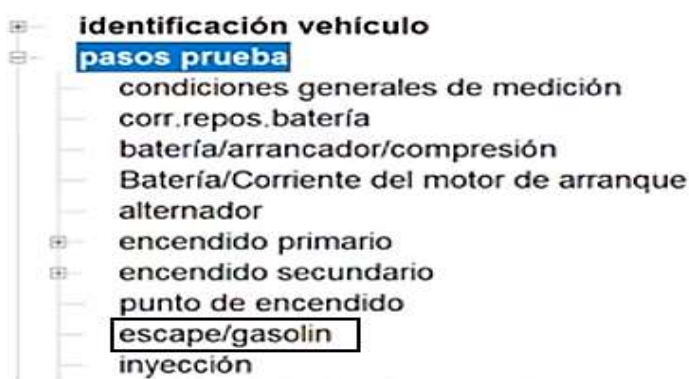 identificación vehículo
pasos prueba
condiciones generales de medición
corr.repos.batería
batería/arrancador/compresión
Batería/Corriente del motor de arranque
alternador
encendido primario
encendido secundario
punto de encendido
escape/gasolin
inyección